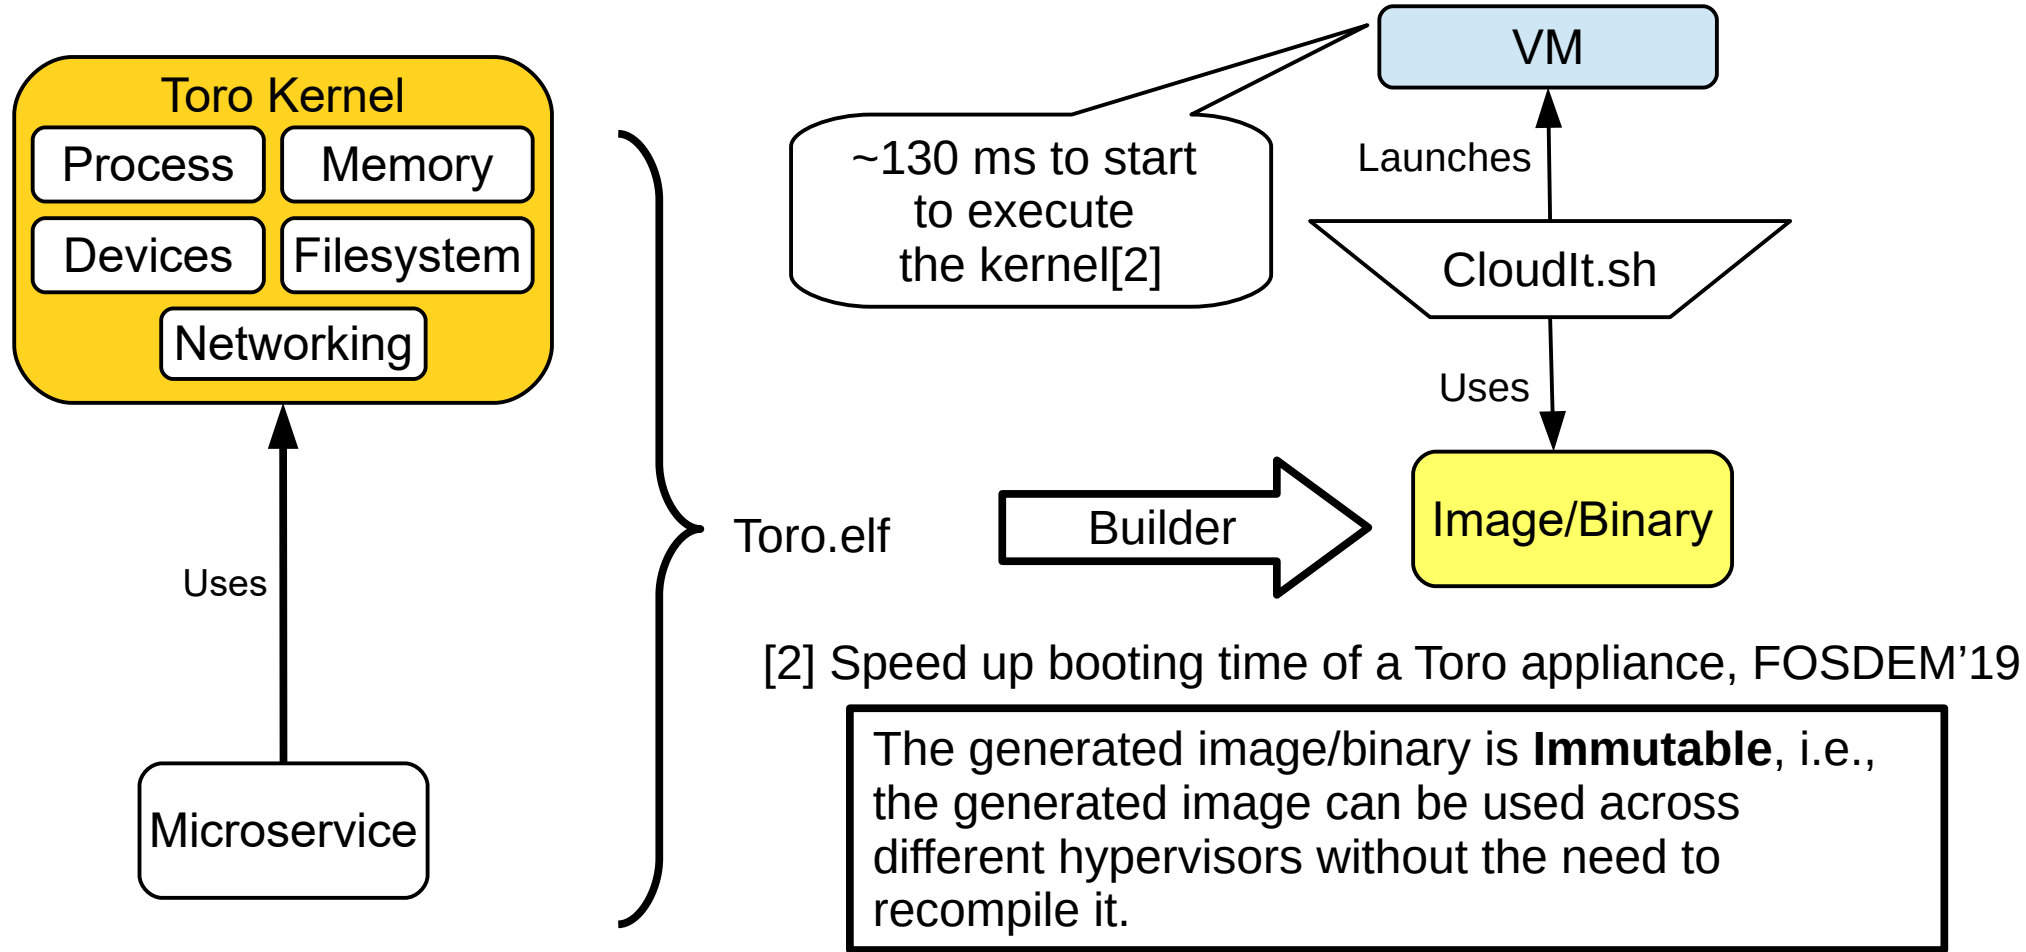 Toro Kernel
Process
Memory
Devices
Filesystem
Networking
Uses
Microservice
Toro.elf
Builder
~130 ms to start
to execute
the kernel[2]
VM
Launches
CloudIt.sh
Uses
Image/Binary
[2] Speed up booting time of a Toro appliance, FOSDEM’19
The generated image/binary is Immutable, i.e.,
the generated image can be used across
different hypervisors without the need to
recompile it.